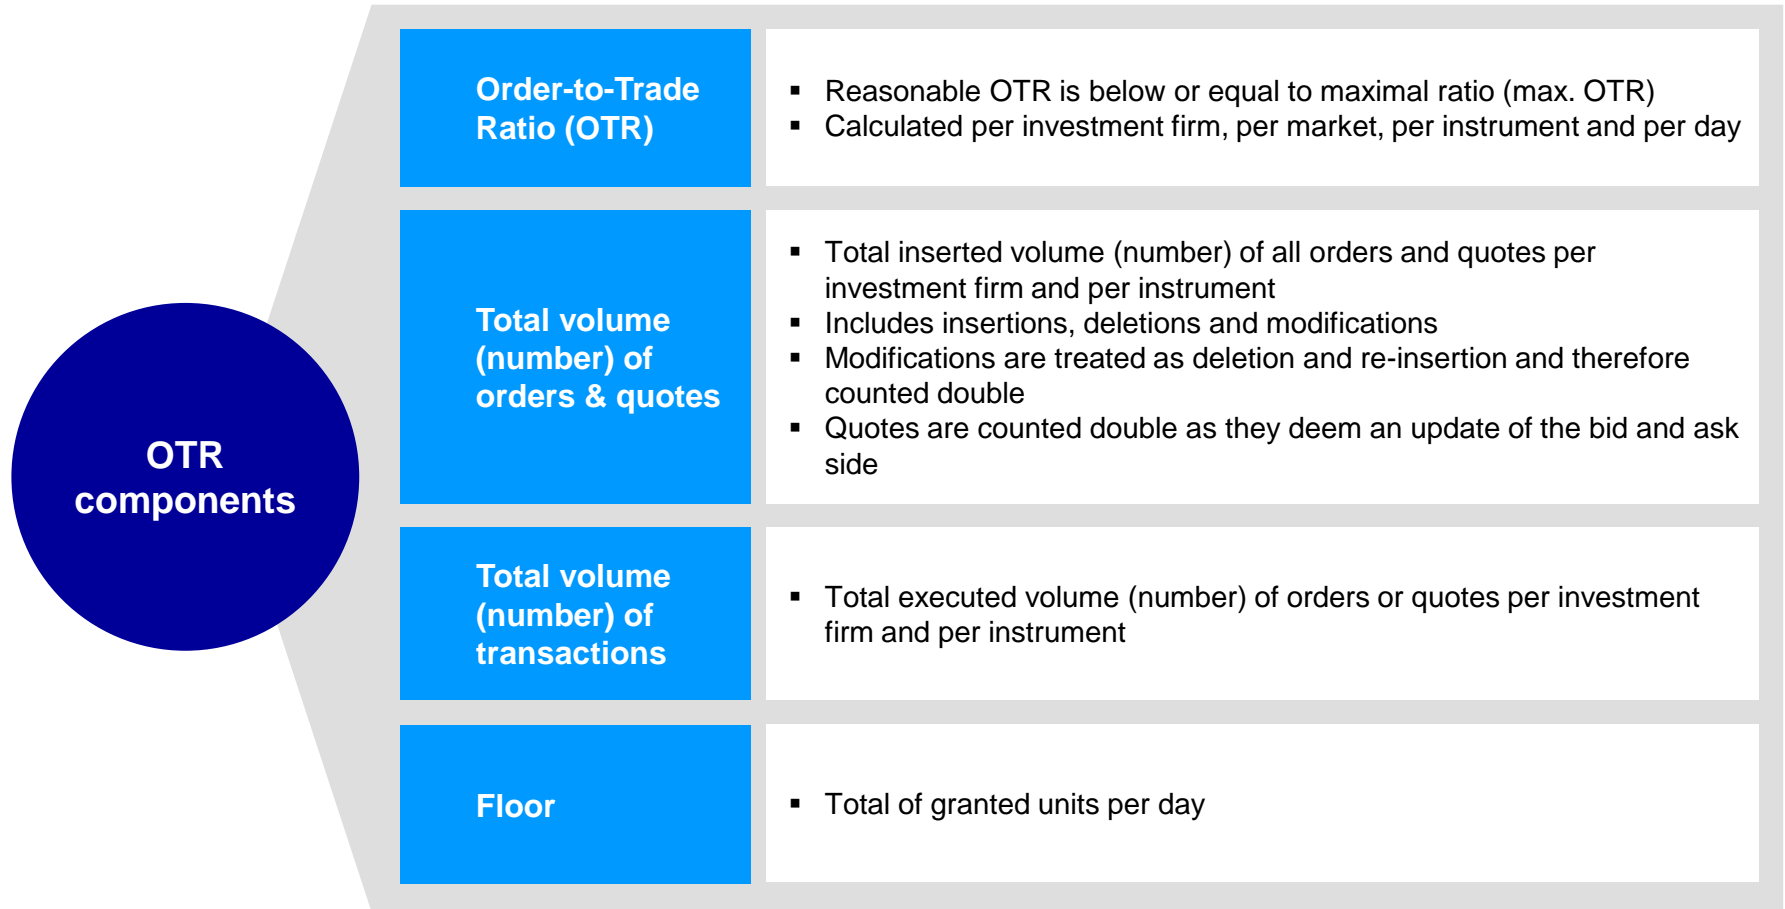 OTR
components
Order-to-Trade
Ratio (OTR)
▪ Reasonable OTR is below or equal to maximal ratio (max. OTR)
▪ Calculated per investment firm, per market, per instrument and per day
Total volume
(number) of
orders & quotes
▪ Total inserted volume (number) of all orders and quotes per
investment firm and per instrument
▪ Includes insertions, deletions and modifications
▪ Modifications are treated as deletion and re-insertion and therefore
counted double
▪ Quotes are counted double as they deem an update of the bid and ask
side
Total volume
(number) of
transactions
▪ Total executed volume (number) of orders or quotes per investment
firm and per instrument
Floor
▪ Total of granted units per day